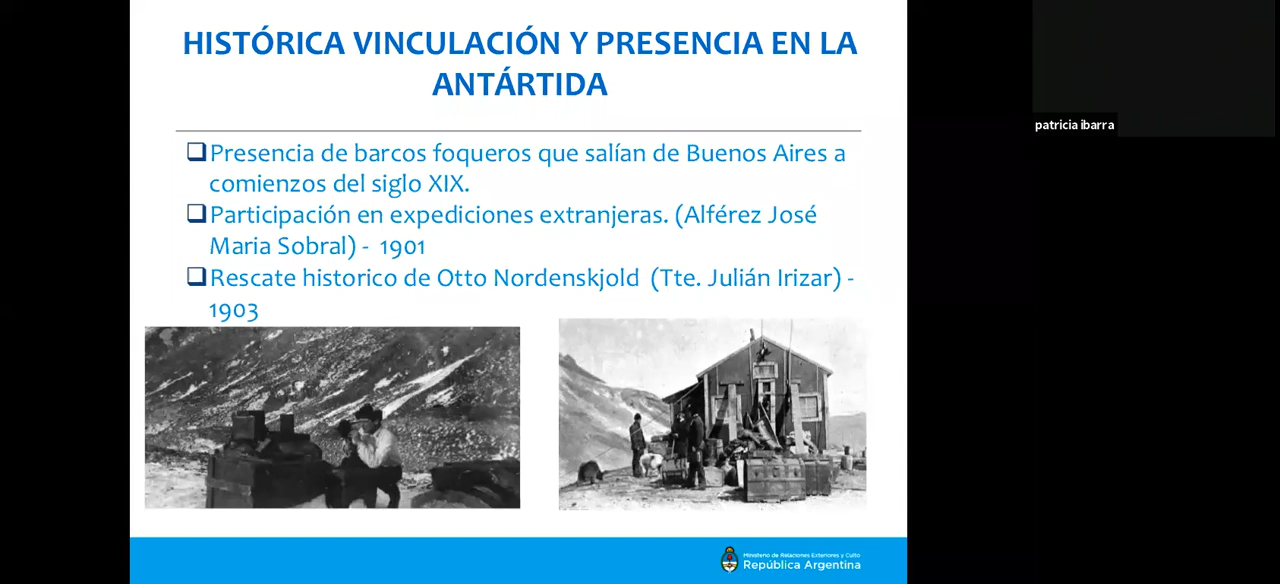 HISTÓRICA VINCULACIÓN Y PRESENCIA EN LA
ANTÁRTIDA
Presencia de barcos foqueros que salían de Buenos Aires a
comienzos del siglo XIX.
Participación en expediciones extranjeras. (Alférez José
Maria Sobral) - 1901
Rescate historico de Otto Nordenskjold (Tte. Julián Irizar) -
1903
Ministerio de Relaciones Exteriores y Culto
República Argentina
patricia ibarra